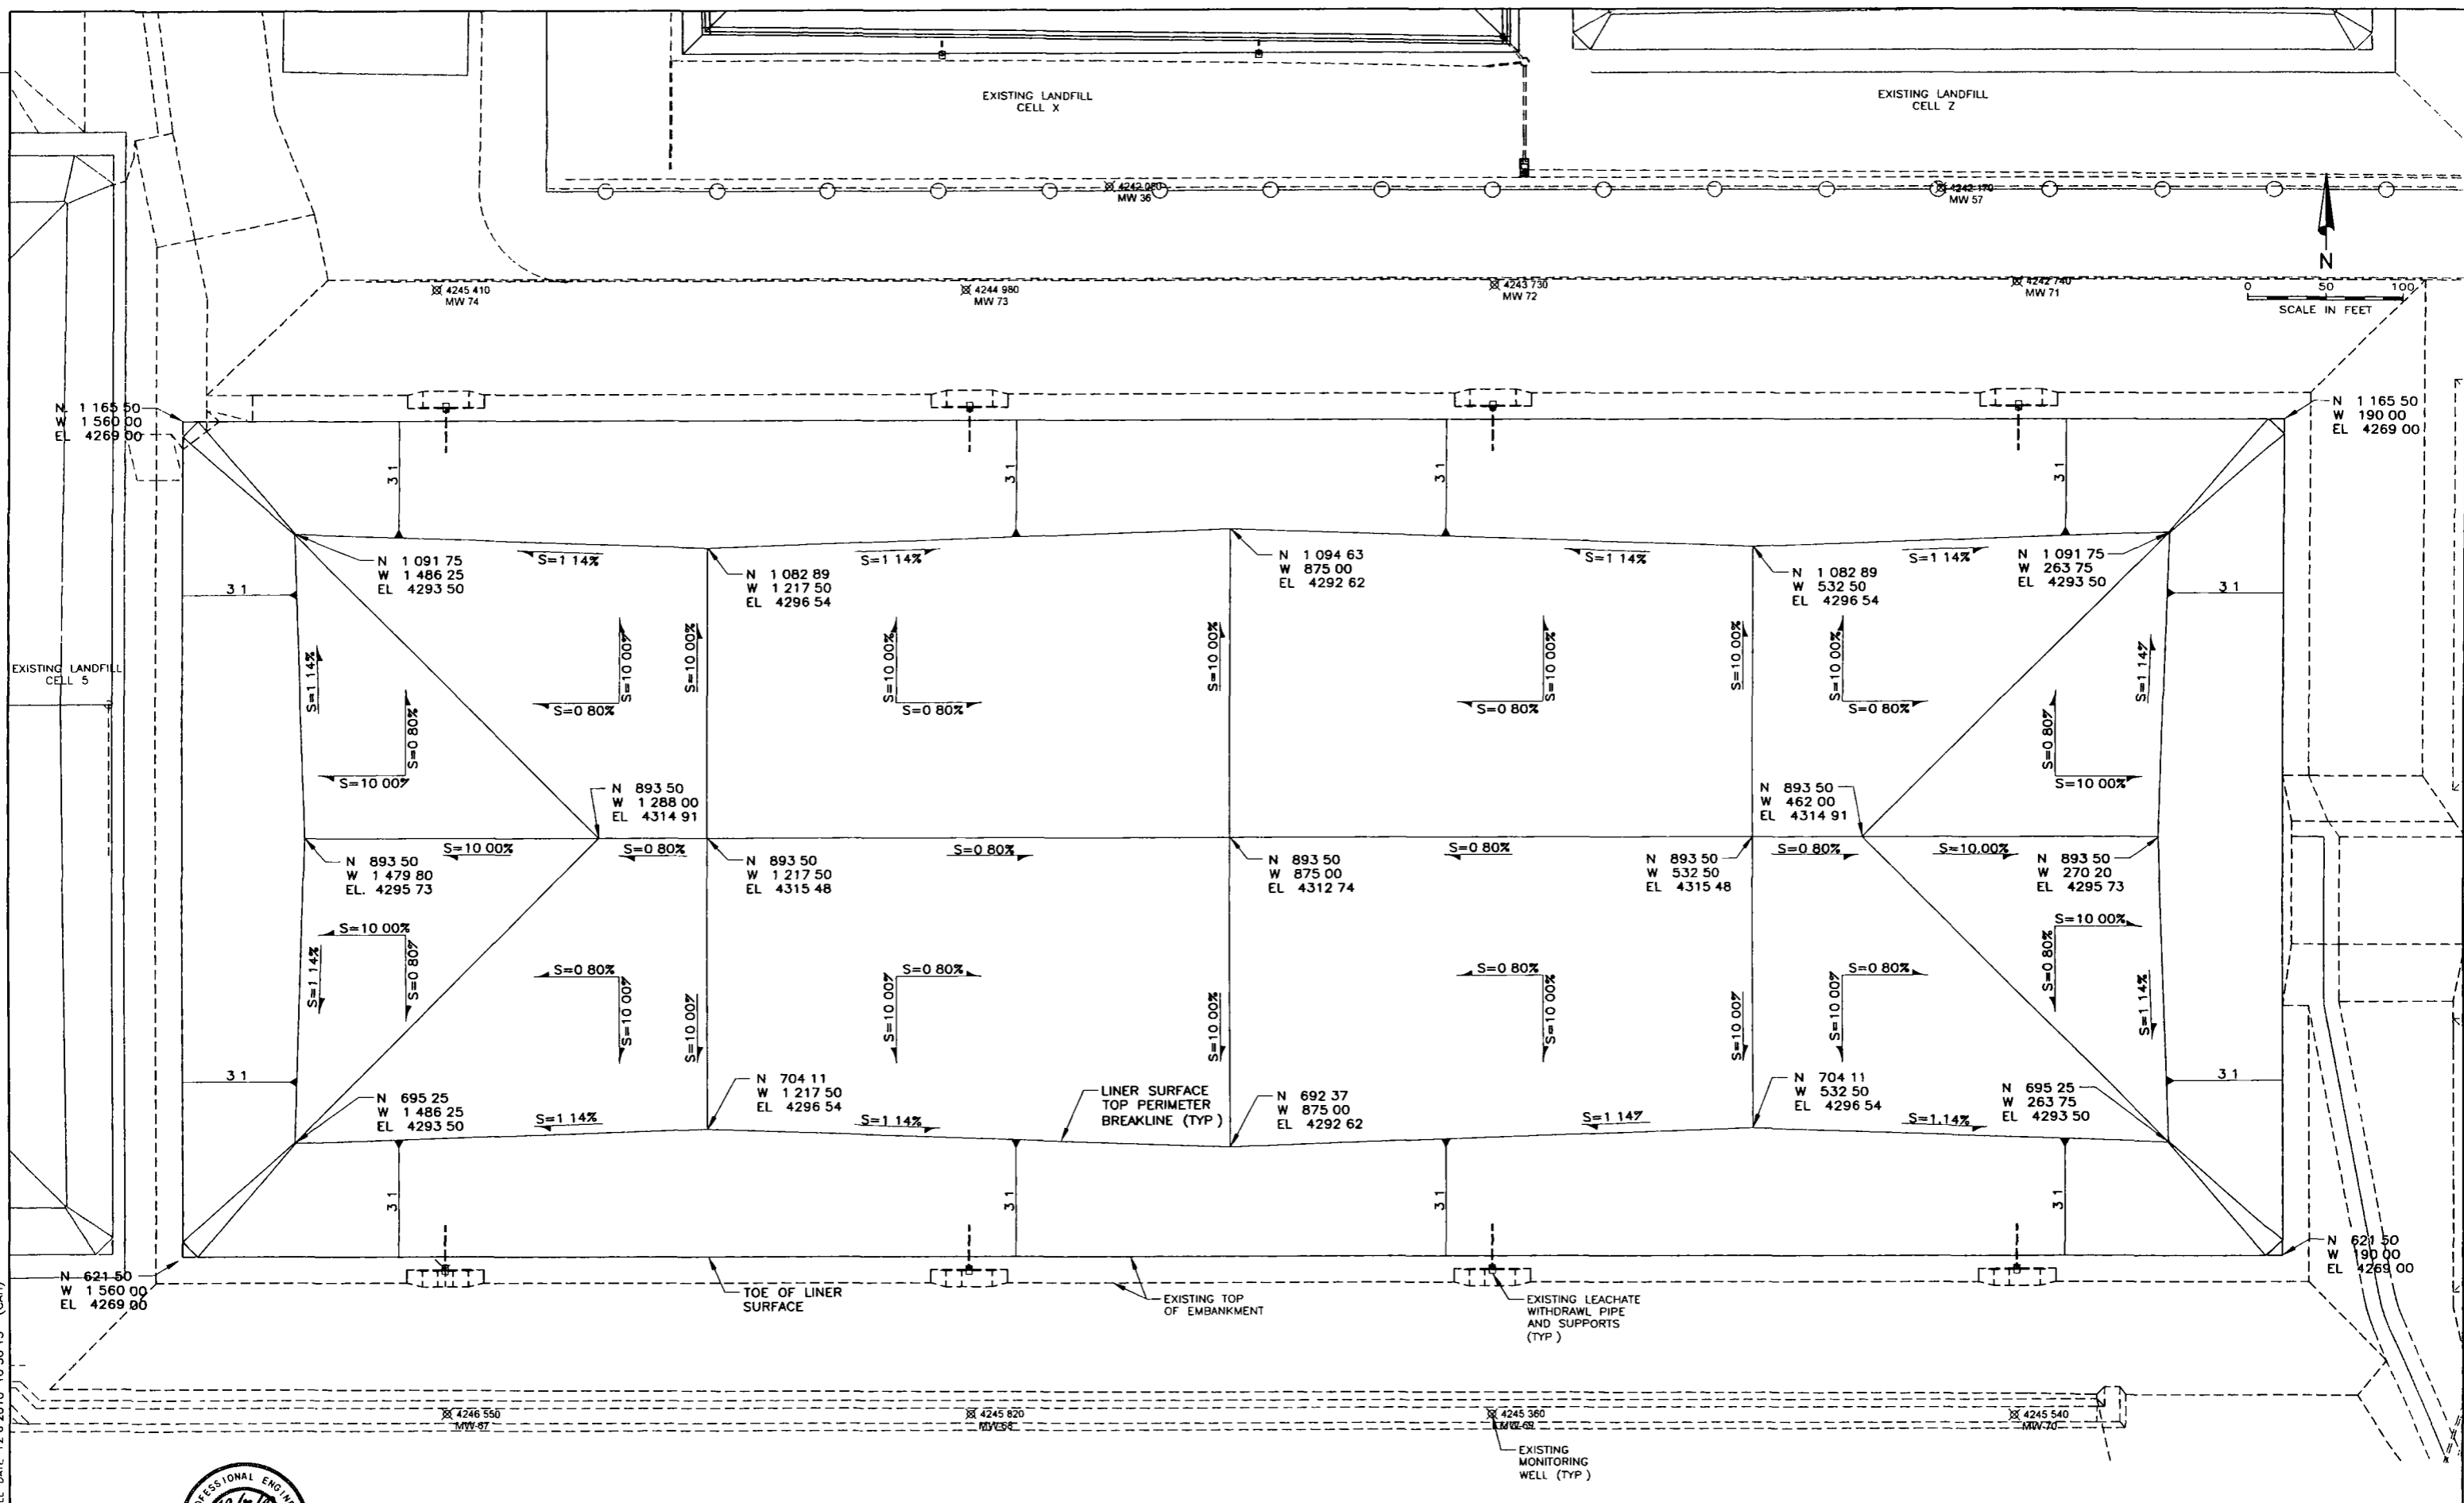 EXISTING LANDFILL
CELL X
EXISTING LANDFILL
CELL Z
MW 36
4242 170
MW 57
N
4245 410
MW 74
4244 980
MW 73
4243 730
MW 72
4242 740
MW 71
0 50 100
SCALE IN FEET
N 1 165 50
W 1 560 00
EL 4269 00
N 1 165 50
W 190 00
EL 4269 00
3 1
3 1
3 1
3 1
N 1 091 75
W 1 486 25
EL 4293 50
S=1 14%
N 1 082 89
W 1 217 50
EL 4296 54
S=1 14%
N 1 094 63
W 875 00
EL 4292 62
S=1 14%
N 1 082 89
W 532 50
EL 4296 54
S=1 14%
N 1 091 75
W 263 75
EL 4293 50
3 1
3 1
EXISTING LANDFILL
CELL 5
S=1 14%
S=0 80%
S=10 00%
S=10 00%
S=0 80%
S=10 00%
S=10 00%
S=0 80%
S=10 00%
S=10 00%
S=0 80%
S=10 00%
S=10 00%
S=0 80%
S=0 80%
S=10 00%
S=1 14%
N 893 50
W 1 288 00
EL 4314 91
N 893 50
W 462 00
EL 4314 91
N 893 50
W 1 479 80
EL. 4295 73
S=10 00%
S=0 80%
N 893 50
W 1 217 50
EL 4315 48
S=0 80%
N 893 50
W 875 00
EL 4312 74
S=0 80%
N 893 50
W 532 50
EL 4315 48
S=0 80%
S=10.00%
N 893 50
W 270 20
EL 4295 73
S=10 00%
S=0 80%
S=1 14%
S=0 80%
S=10 00%
S=10 00%
S=0 80%
S=10 00%
S=10 00%
S=0 80%
S=10 00%
S=10 00%
S=0 80%
S=10 00%
S=10 00%
S=0 80%
S=1 14%
3 1
3 1
N 695 25
W 1 486 25
EL 4293 50
S=1 14%
N 704 11
W 1 217 50
EL 4296 54
S=1 14%
LINER SURFACE
TOP PERIMETER
BREAKLINE (TYP )
N 692 37
W 875 00
EL 4292 62
S=1 14%
N 704 11
W 532 50
EL 4296 54
S=1.14%
N 695 25
W 263 75
EL 4293 50
3 1
3 1
3 1
3 1
N 621 50
W 1 560 00
EL 4269 00
N 621 50
W 190 00
EL 4269 00
TOE OF LINER
SURFACE
EXISTING TOP
OF EMBANKMENT
EXISTING LEACHATE
WITHDRAWL PIPE
AND SUPPORTS
(TYP )
4246 550
MW-67
4245 820
MW-68
4245 360
MW-69
4245 540
MW-70
EXISTING
MONITORING
WELL (TYP )